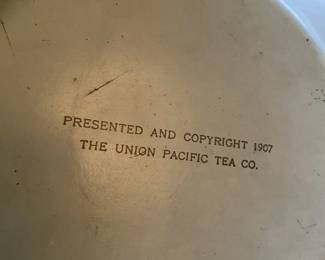 PRESENTED AND COPYRIGHT 1907
THE UNION PACIFIC TEA CO.